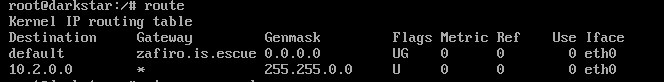 root@darkstar:/# route
Kernel IP routing table
Destination Gateway Genmask Flags Metric Ref Use Iface
default zafiro.is.escue 0.0.0.0 UG 0 0 0 eth0
10.2.0.0 * 255.255.0.0 U 0 0 0 eth0